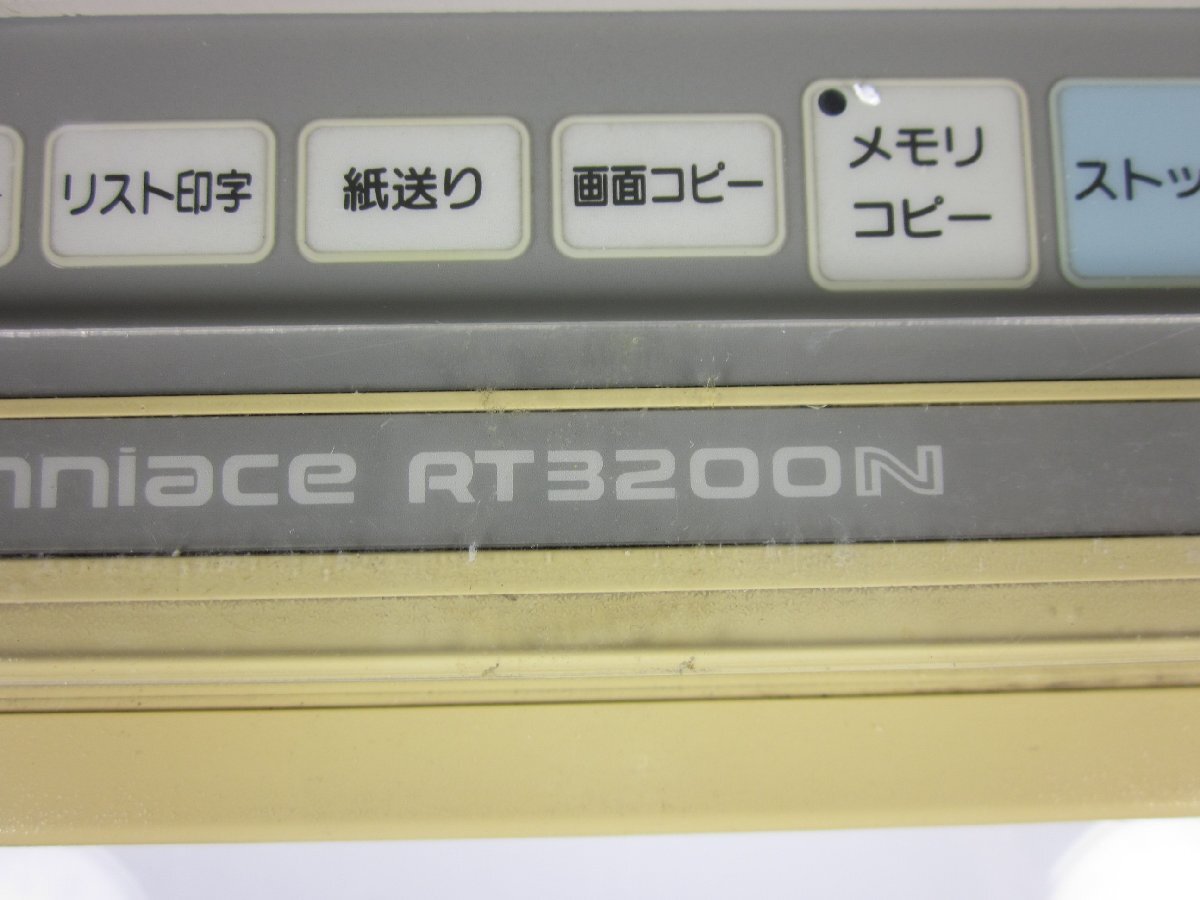 リスト印字
紙送り
画面コピー
メモリ
コピー
ストッ
niace RT3200N